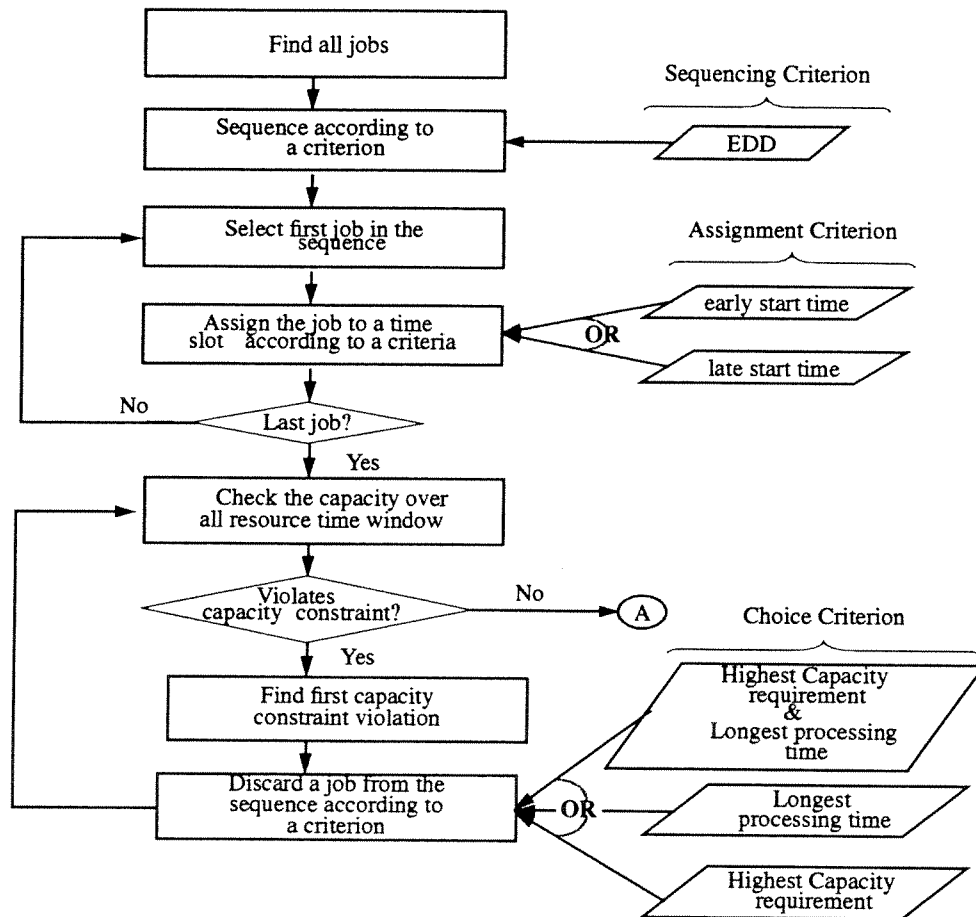 Find all jobs
Sequencing Criterion
Sequence according to
a criterion
EDD
Select first job in the
sequence
Assignment Criterion
early start time
Assign the job to a time
slot according to a criteria
OR
late start time
No
Last job?
Yes
Check the capacity over
all resource time window
Violates
capacity constraint?
No
A
Choice Criterion
Yes
Highest Capacity
requirement
&
Longest processing
time
Find first capacity
constraint violation
Discard a job from the
sequence according to
a criterion
OR
Longest
processing time
Highest Capacity
requirement